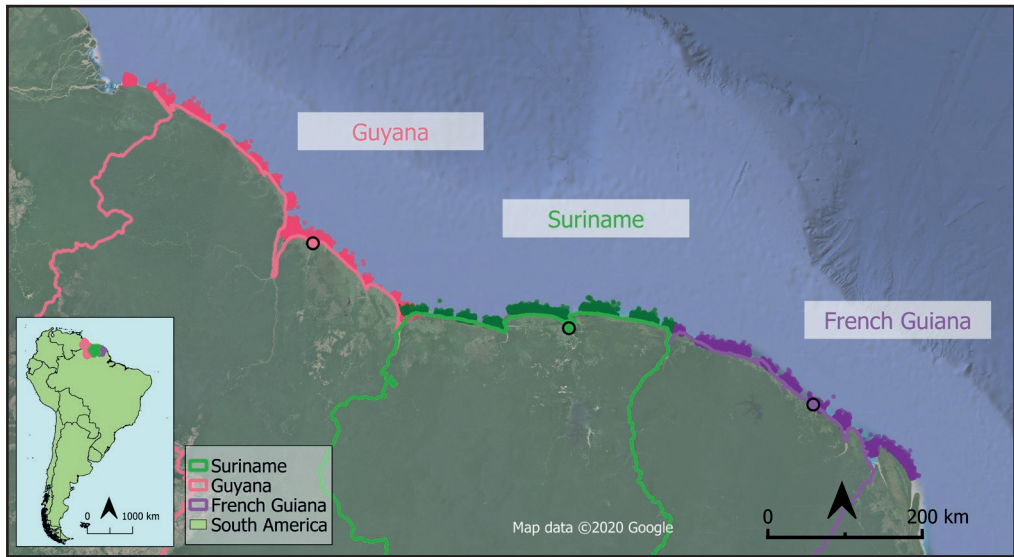 Guyana
Suriname
French Guiana
Suriname
Guyana
French Guiana
South America
0 1000 km
Map data ©2020 Google
0 200 km